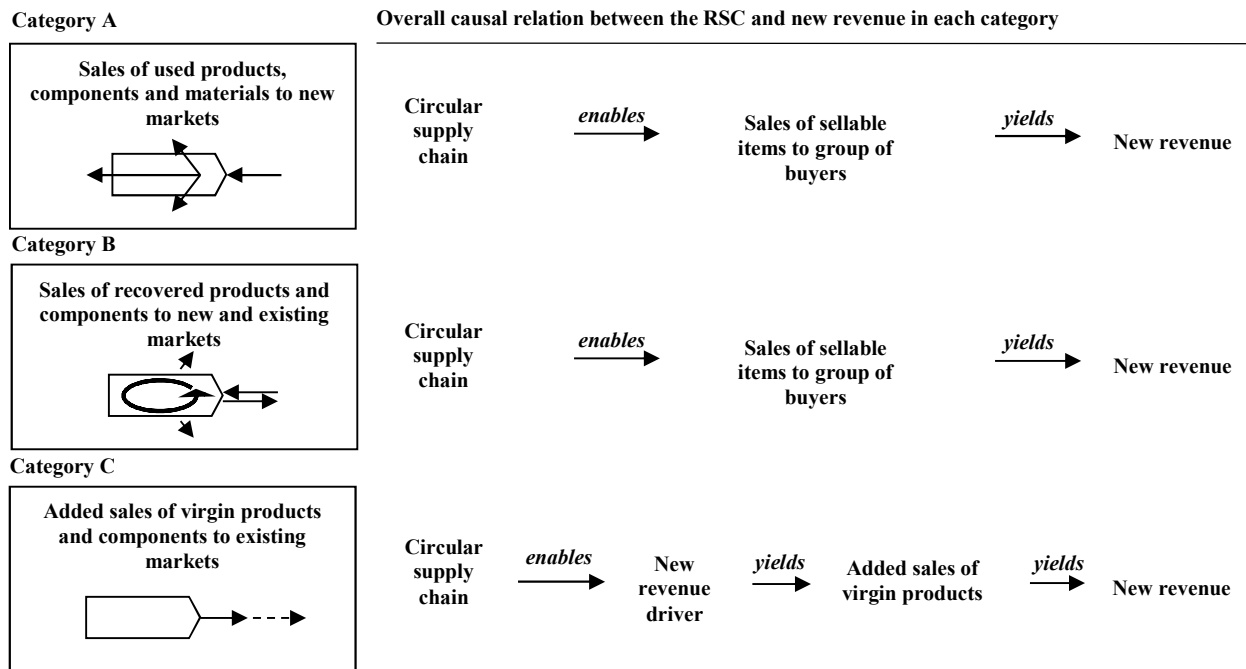 Category A
Overall causal relation between the RSC and new revenue in each category
Sales of used products,
components and materials to new
markets
Circular
supply
chain
enables
Sales of sellable
items to group of
buyers
yields
New revenue
Category B
Sales of recovered products and
components to new and existing
markets
Circular
supply
chain
enables
Sales of sellable
items to group of
buyers
yields
New revenue
Category C
Added sales of virgin products
and components to existing
markets
Circular
supply
chain
enables
New
revenue
driver
yields
Added sales of
virgin products
yields
New revenue